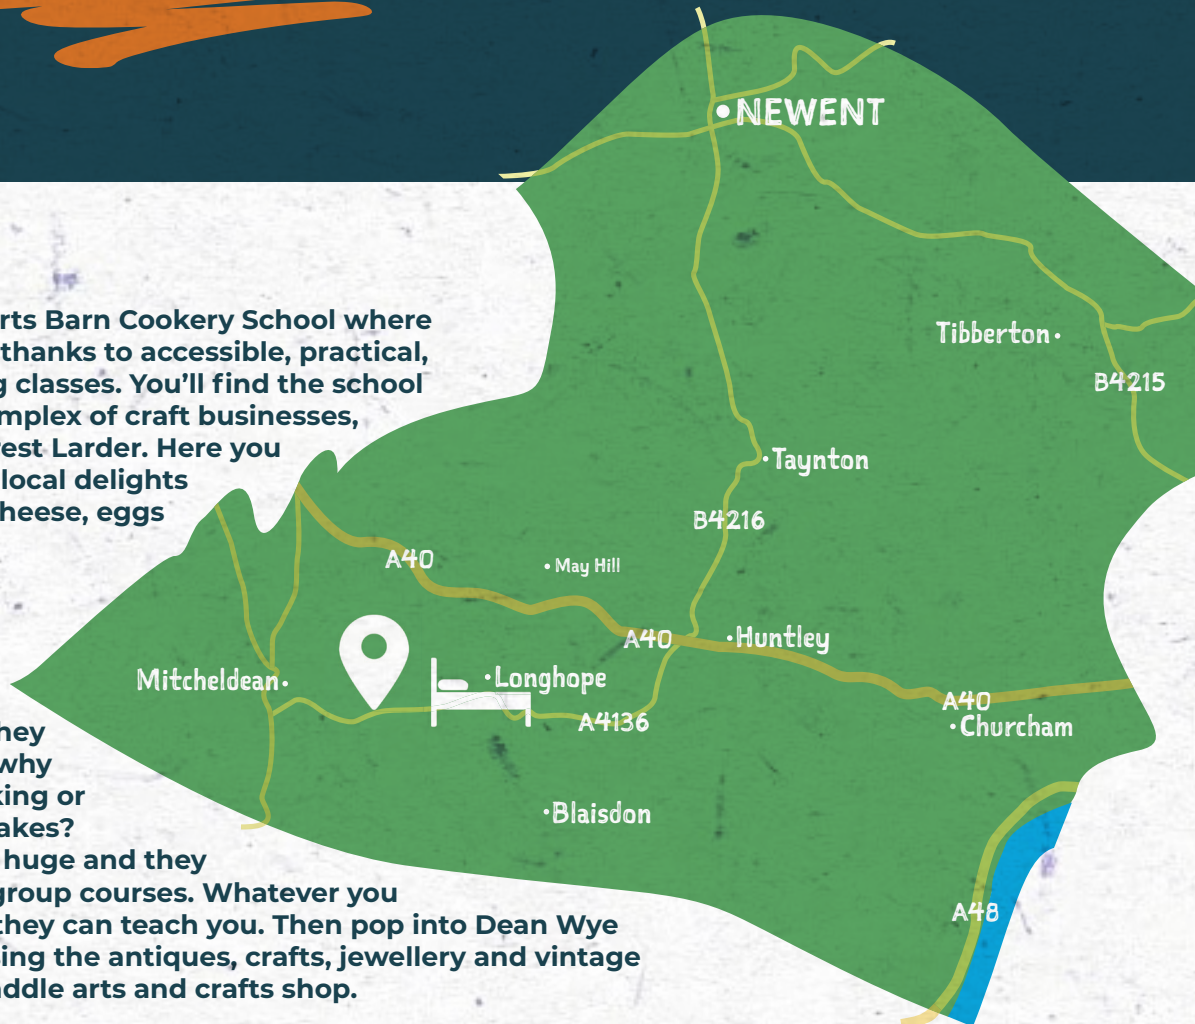 NEWENT
rts Barn Cookery School where
thanks to accessible, practical,
g classes. You'll find the school
mplex of craft businesses,
rest Larder. Here you
local delights
heese, eggs
Tibberton
B4215
Taynton
B4216
A40
May Hill
A40
Huntley
Mitcheldean
Longhope
A40
A4136
Churcham
Blaisdon
A48
hey
why
king or
akes?
huge and they
group courses. Whatever you
they can teach you. Then pop into Dean Wye
sing the antiques, crafts, jewellery and vintage
addle arts and crafts shop.